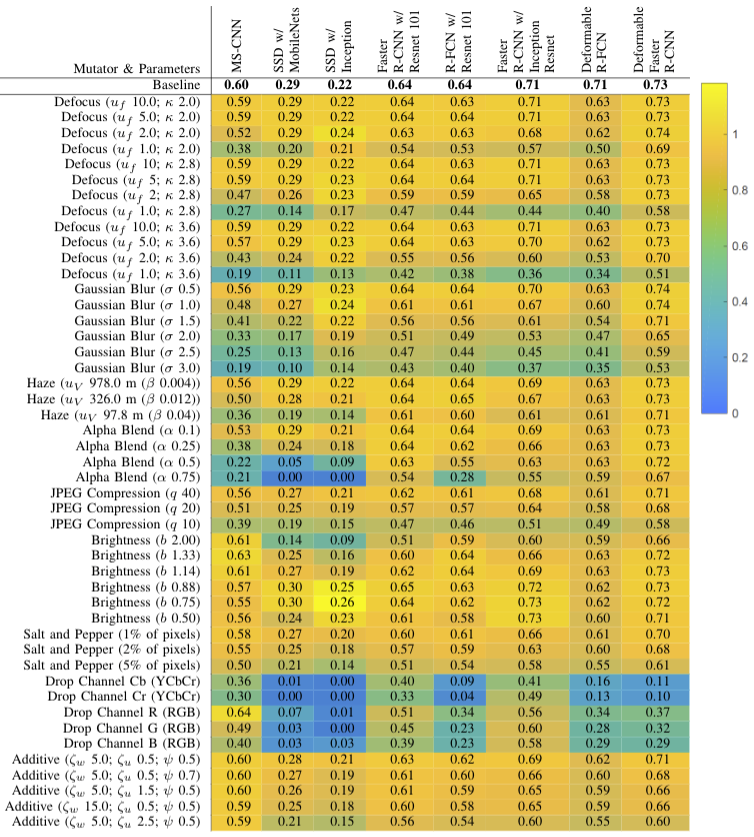 Mutator & Parameters MS-CNN SSD w/ MobileNets SSD w/ Inception Faster R-CNN w/ Resnet 101 R-FCN w/ Resnet 101 Faster R-CNN w/ Inception Resnet Deformable R-FCN Deformable Faster R-CNN
Baseline 0.60 0.29 0.22 0.64 0.64 0.71 0.71 0.73
Defocus (u_f 10.0; κ 2.0) 0.59 0.29 0.22 0.64 0.63 0.71 0.63 0.73
Defocus (u_f 5.0; κ 2.0) 0.59 0.29 0.22 0.64 0.64 0.71 0.63 0.73
Defocus (u_f 2.0; κ 2.0) 0.52 0.29 0.24 0.63 0.63 0.68 0.62 0.74
Defocus (u_f 1.0; κ 2.0) 0.38 0.20 0.21 0.54 0.53 0.57 0.50 0.69
Defocus (u_f 10; κ 2.8) 0.59 0.29 0.22 0.64 0.63 0.71 0.63 0.73
Defocus (u_f 5; κ 2.8) 0.59 0.29 0.23 0.64 0.64 0.71 0.63 0.73
Defocus (u_f 2; κ 2.8) 0.47 0.26 0.23 0.59 0.59 0.65 0.58 0.73
Defocus (u_f 1.0; κ 2.8) 0.27 0.14 0.17 0.47 0.44 0.44 0.40 0.58
Defocus (u_f 10.0; κ 3.6) 0.59 0.29 0.22 0.64 0.63 0.71 0.63 0.73
Defocus (u_f 5.0; κ 3.6) 0.57 0.29 0.23 0.64 0.63 0.70 0.62 0.73
Defocus (u_f 2.0; κ 3.6) 0.43 0.24 0.22 0.55 0.56 0.60 0.53 0.70
Defocus (u_f 1.0; κ 3.6) 0.19 0.11 0.13 0.42 0.38 0.36 0.34 0.51
Gaussian Blur (σ 0.5) 0.56 0.29 0.23 0.64 0.64 0.70 0.63 0.74
Gaussian Blur (σ 1.0) 0.48 0.27 0.24 0.61 0.61 0.67 0.60 0.74
Gaussian Blur (σ 1.5) 0.41 0.22 0.22 0.56 0.56 0.61 0.54 0.71
Gaussian Blur (σ 2.0) 0.33 0.17 0.19 0.51 0.49 0.53 0.47 0.65
Gaussian Blur (σ 2.5) 0.25 0.13 0.16 0.47 0.44 0.45 0.41 0.59
Gaussian Blur (σ 3.0) 0.19 0.10 0.14 0.43 0.40 0.37 0.35 0.53
Haze (u_V 978.0 m (β 0.004)) 0.56 0.29 0.22 0.64 0.64 0.69 0.63 0.73
Haze (u_V 326.0 m (β 0.012)) 0.50 0.28 0.21 0.64 0.65 0.67 0.63 0.73
Haze (u_V 97.8 m (β 0.04)) 0.36 0.19 0.14 0.61 0.60 0.61 0.61 0.71
Alpha Blend (α 0.1) 0.53 0.29 0.21 0.64 0.64 0.69 0.63 0.73
Alpha Blend (α 0.25) 0.38 0.24 0.18 0.64 0.62 0.66 0.63 0.73
Alpha Blend (α 0.5) 0.22 0.05 0.09 0.63 0.55 0.63 0.63 0.72
Alpha Blend (α 0.75) 0.21 0.00 0.00 0.54 0.28 0.55 0.59 0.67
JPEG Compression (q 40) 0.56 0.27 0.21 0.62 0.61 0.68 0.61 0.71
JPEG Compression (q 20) 0.51 0.25 0.19 0.57 0.57 0.64 0.58 0.68
JPEG Compression (q 10) 0.39 0.19 0.15 0.47 0.46 0.51 0.49 0.58
Brightness (b 2.00) 0.61 0.14 0.09 0.51 0.59 0.60 0.59 0.66
Brightness (b 1.33) 0.63 0.25 0.16 0.60 0.64 0.66 0.63 0.72
Brightness (b 1.14) 0.61 0.27 0.19 0.62 0.64 0.69 0.63 0.73
Brightness (b 0.88) 0.57 0.30 0.25 0.65 0.63 0.72 0.62 0.73
Brightness (b 0.75) 0.55 0.30 0.26 0.64 0.62 0.73 0.62 0.72
Brightness (b 0.50) 0.56 0.24 0.23 0.61 0.58 0.73 0.60 0.71
Salt and Pepper (1% of pixels) 0.58 0.27 0.20 0.60 0.61 0.66 0.61 0.70
Salt and Pepper (2% of pixels) 0.55 0.25 0.18 0.57 0.59 0.63 0.60 0.68
Salt and Pepper (5% of pixels) 0.50 0.21 0.14 0.51 0.54 0.58 0.55 0.61
Drop Channel Cb (YCbCr) 0.36 0.01 0.00 0.40 0.09 0.41 0.16 0.11
Drop Channel Cr (YCbCr) 0.30 0.00 0.00 0.33 0.04 0.49 0.13 0.10
Drop Channel R (RGB) 0.64 0.07 0.01 0.51 0.34 0.56 0.34 0.37
Drop Channel G (RGB) 0.49 0.03 0.00 0.45 0.23 0.56 0.28 0.32
Drop Channel B (RGB) 0.40 0.03 0.03 0.39 0.23 0.58 0.29 0.29
Additive (ζ_w 5.0; ζ_u 0.5; ψ 0.5) 0.60 0.28 0.21 0.63 0.62 0.69 0.62 0.71
Additive (ζ_w 5.0; ζ_u 0.5; ψ 0.7) 0.60 0.27 0.19 0.61 0.60 0.66 0.60 0.68
Additive (ζ_w 5.0; ζ_u 1.5; ψ 0.5) 0.60 0.26 0.19 0.61 0.59 0.65 0.59 0.66
Additive (ζ_w 15.0; ζ_u 0.5; ψ 0.5) 0.59 0.25 0.18 0.60 0.58 0.65 0.59 0.66
Additive (ζ_w 5.0; ζ_u 2.5; ψ 0.5) 0.59 0.21 0.15 0.56 0.54 0.60 0.55 0.60
1
0.8
0.6
0.4
0.2
0